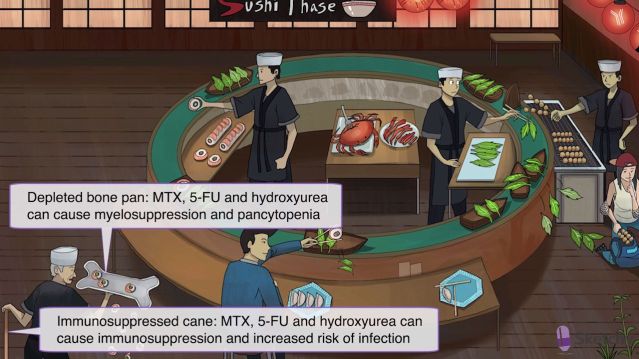 Sushi Phase
Depleted bone pan: MTX, 5-FU and hydroxyurea
can cause myelosuppression and pancytopenia
Immunosuppressed cane: MTX, 5-FU and hydroxyurea can
cause immunosuppression and increased risk of infection